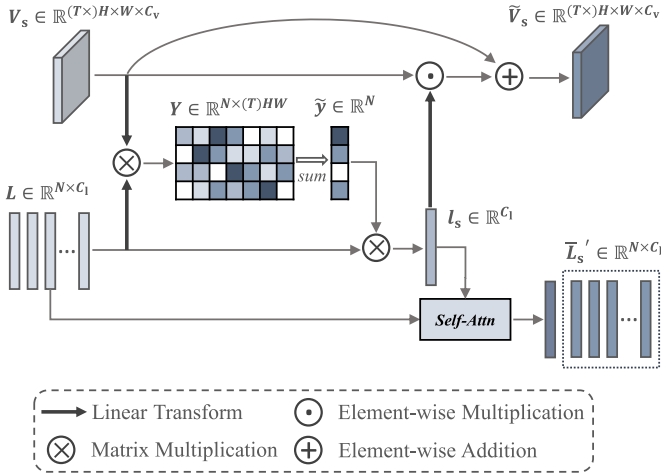 V_s ∈ ℝ^{(T×)H×W×C_v}
Ṽ_s ∈ ℝ^{(T×)H×W×C_v}
Y ∈ ℝ^{N×(T)HW}
ỹ ∈ ℝ^N
sum
L ∈ ℝ^{N×C_l}
l_s ∈ ℝ^{C_l}
L̅_s′ ∈ ℝ^{N×C_l}
Self-Attn
Linear Transform
Element-wise Multiplication
Matrix Multiplication
Element-wise Addition